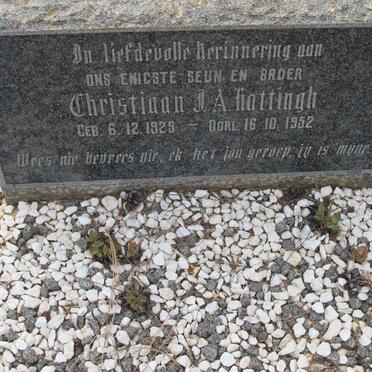 In liefdevolle herinnering aan
ONS ENIGSTE SEUN EN BROER
Christiaan J. A. Hattingh
GEB. 6. 12. 1929 — OORL. 16. 10. 1952
Wees nie bevrees nie, ek het jou geroep, jy is myne.